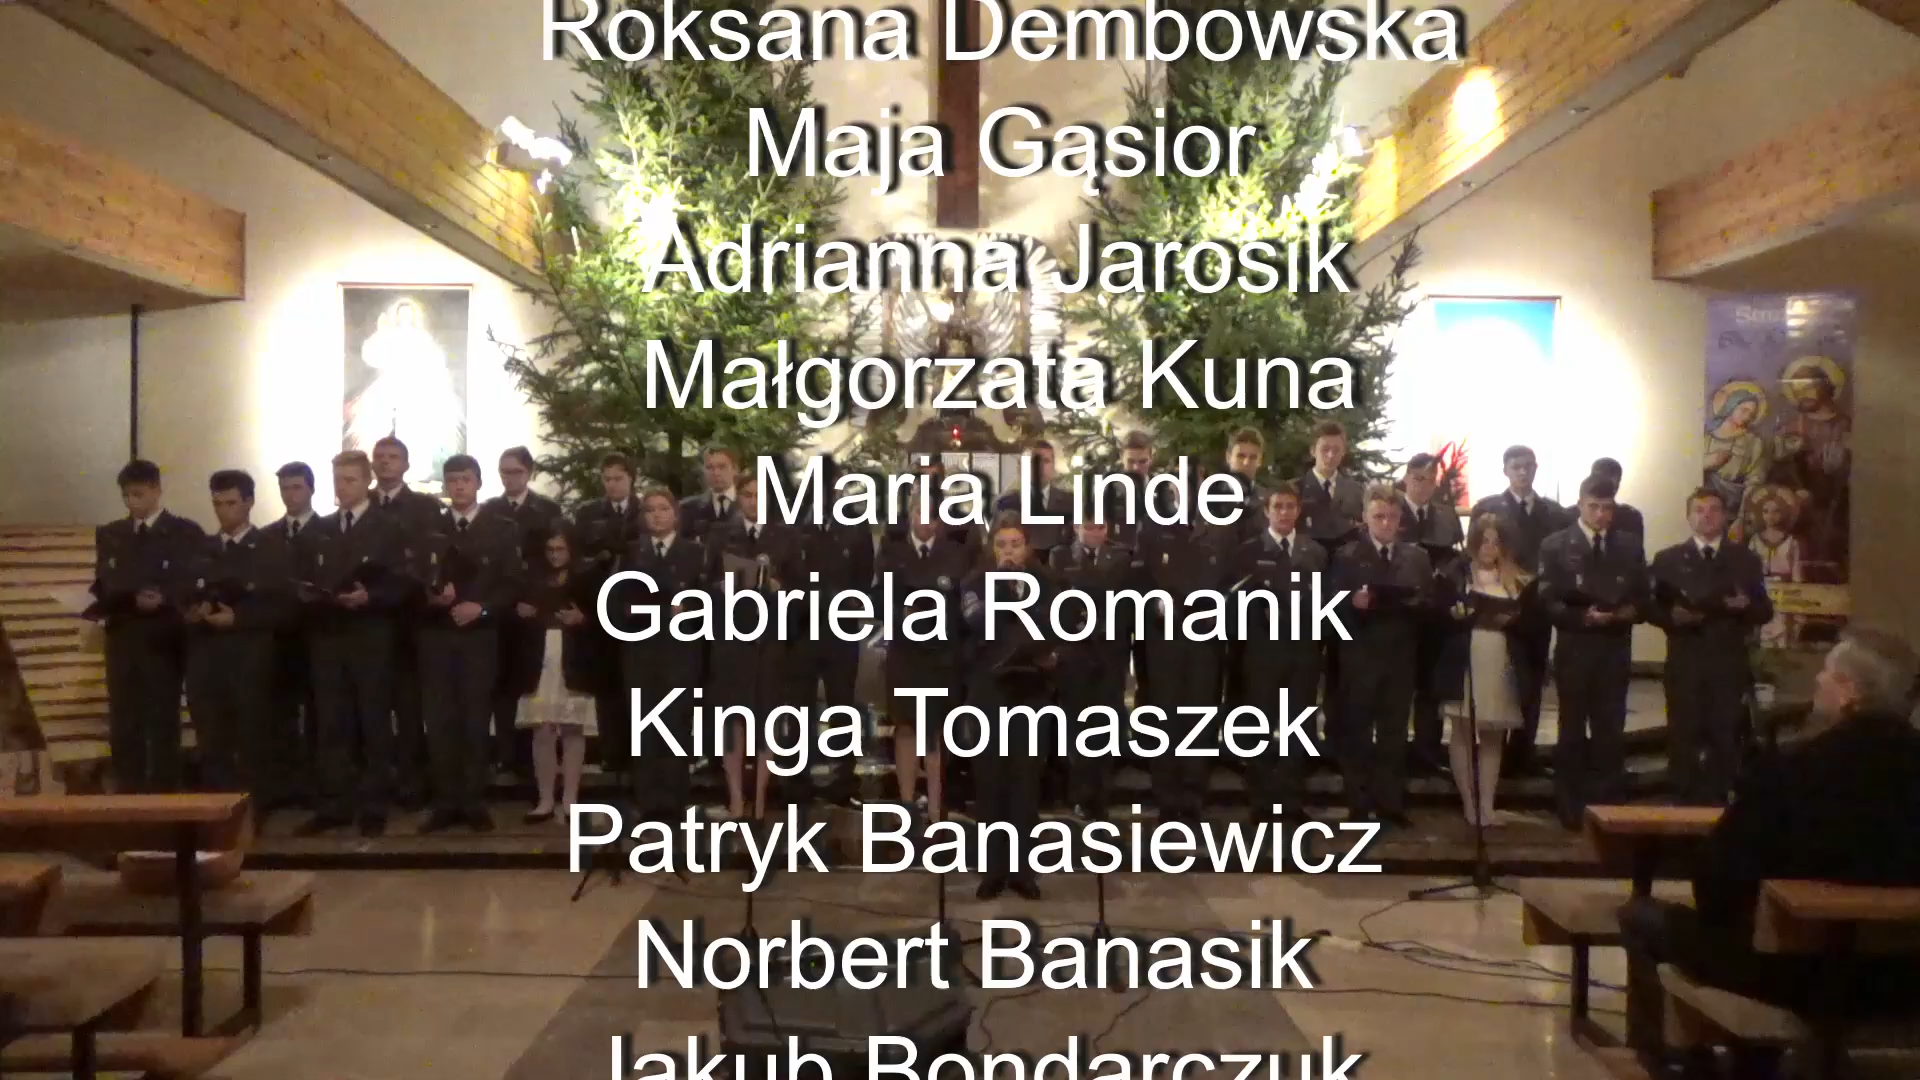 Roksana Dembowska
Maja Gąsior
Adrianna Jarosik
Małgorzata Kuna
Maria Linde
Gabriela Romanik
Kinga Tomaszek
Patryk Banasiewicz
Norbert Banasik
Jakub Bondarczuk